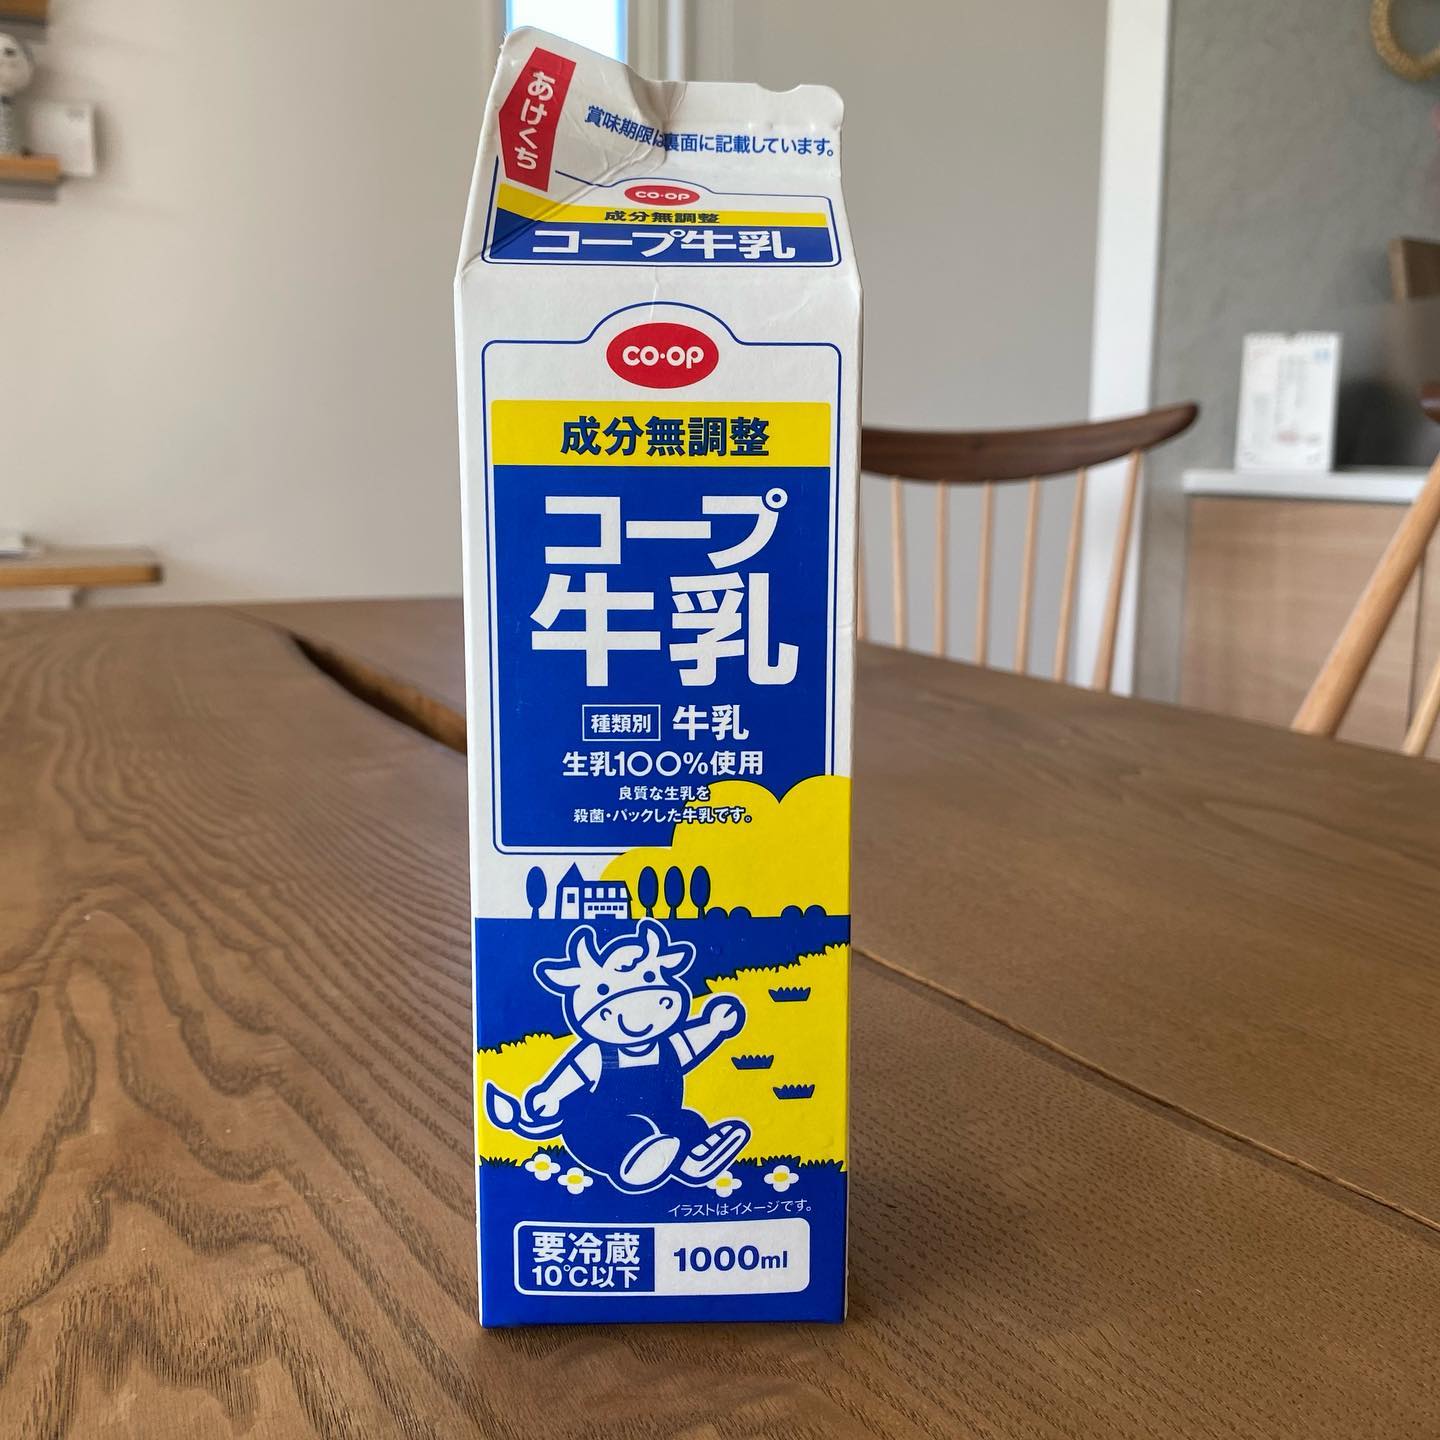 あけくち
賞味期限は裏面に記載しています。
CO・OP
成分無調整
コープ牛乳
CO・OP
成分無調整
コープ
牛乳
種類別 牛乳
生乳100%使用
良質な生乳を
殺菌・パックした牛乳です。
イラストはイメージです。
要冷蔵
10℃以下
1000ml